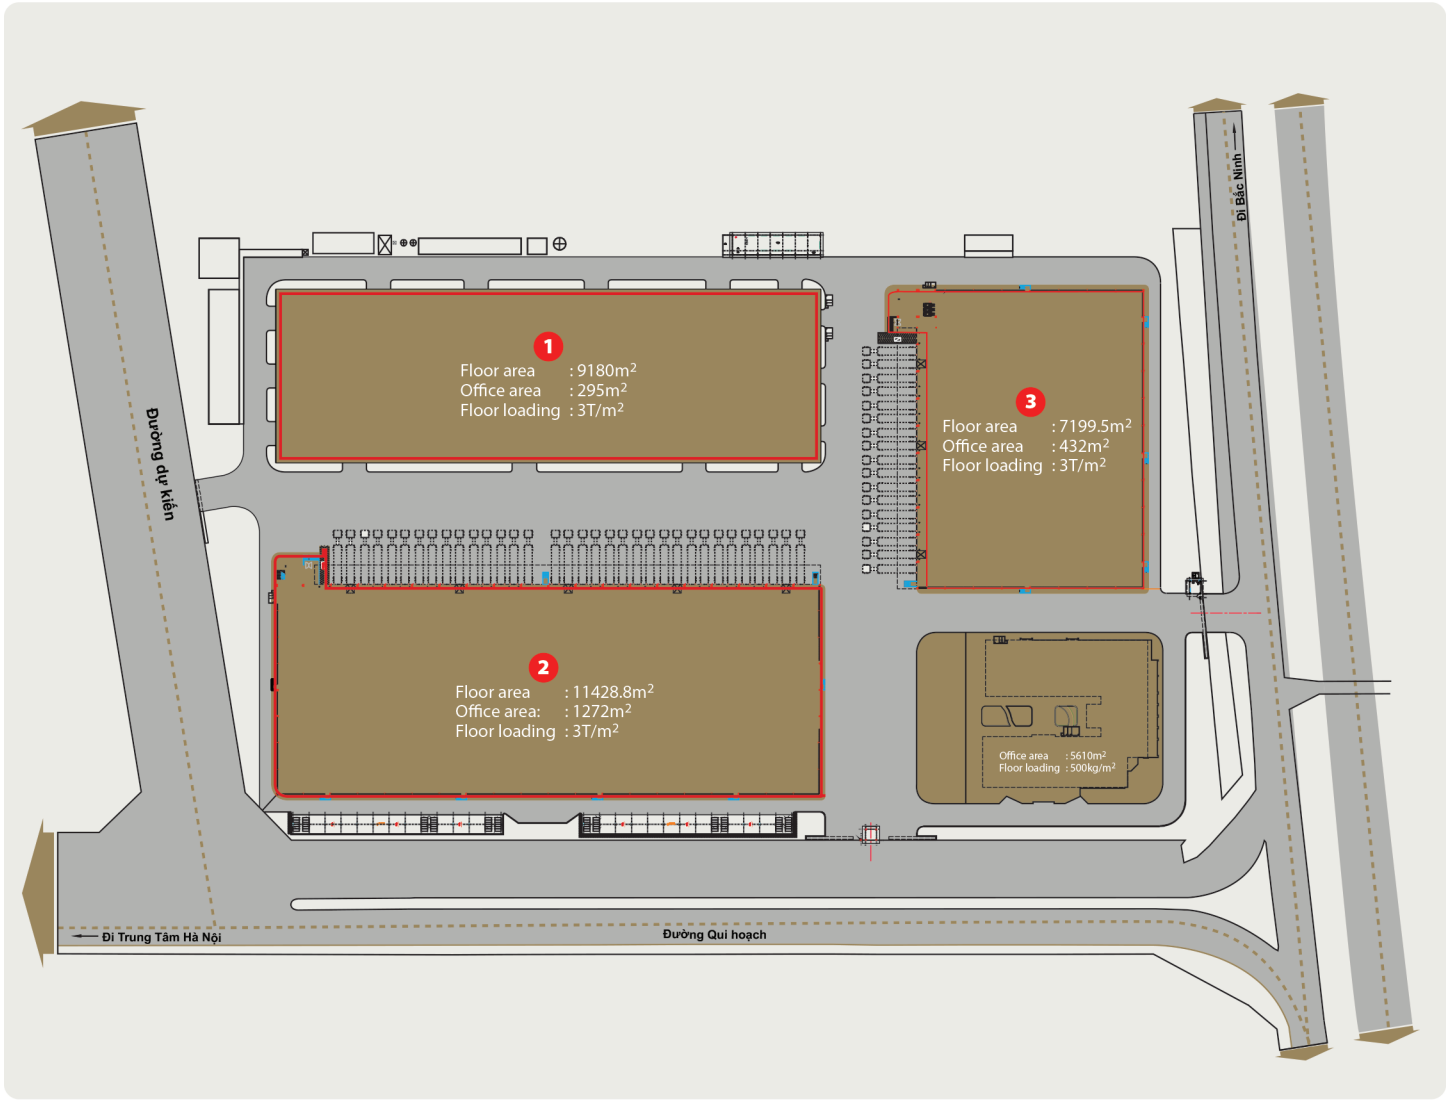 Đi Bắc Ninh
1
Floor area : 9180m²
Office area : 295m²
Floor loading : 3T/m²
3
Floor area : 7199.5m²
Office area : 432m²
Floor loading : 3T/m²
Đường dự kiến
2
Floor area : 11428.8m²
Office area: : 1272m²
Floor loading : 3T/m²
Office area : 5610m²
Floor loading : 500kg/m²
Đi Trung Tâm Hà Nội
Đường Qui hoạch